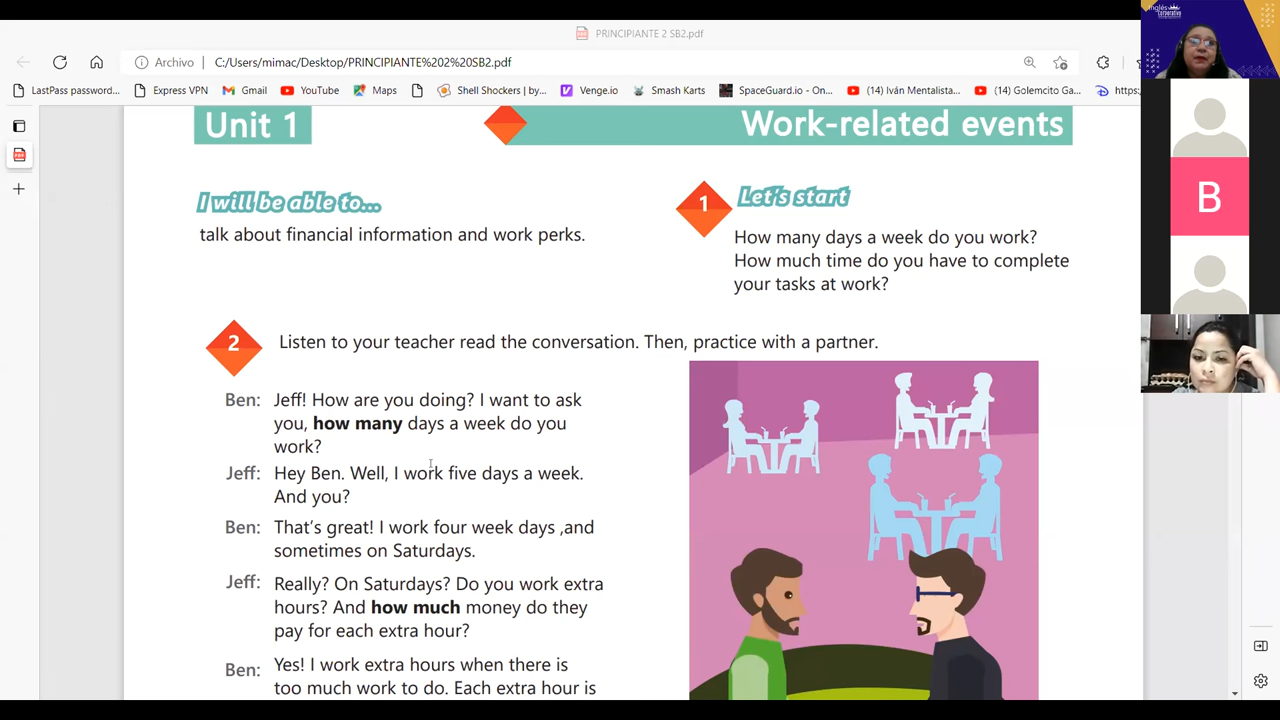 PRINCIPIANTE 2 SB2.pdf
Archivo
C:/Users/mimac/Desktop/PRINCIPIANTE%202%20SB2.pdf
LastPass password...
Express VPN
Gmail
YouTube
Maps
Shell Shockers | by...
Venge.io
Smash Karts
SpaceGuard.io - On...
(14) Iván Mentalista...
(14) Golemcito Ga...
https:
Inglés
Corporativo
B
Unit 1
Work-related events
I will be able to...
talk about financial information and work perks.
1
Let's start
How many days a week do you work?
How much time do you have to complete
your tasks at work?
2
Listen to your teacher read the conversation. Then, practice with a partner.
Ben: Jeff! How are you doing? I want to ask
you, how many days a week do you
work?
Jeff: Hey Ben. Well, I work five days a week.
And you?
Ben: That's great! I work four week days ,and
sometimes on Saturdays.
Jeff: Really? On Saturdays? Do you work extra
hours? And how much money do they
pay for each extra hour?
Ben: Yes! I work extra hours when there is
too much work to do. Each extra hour is